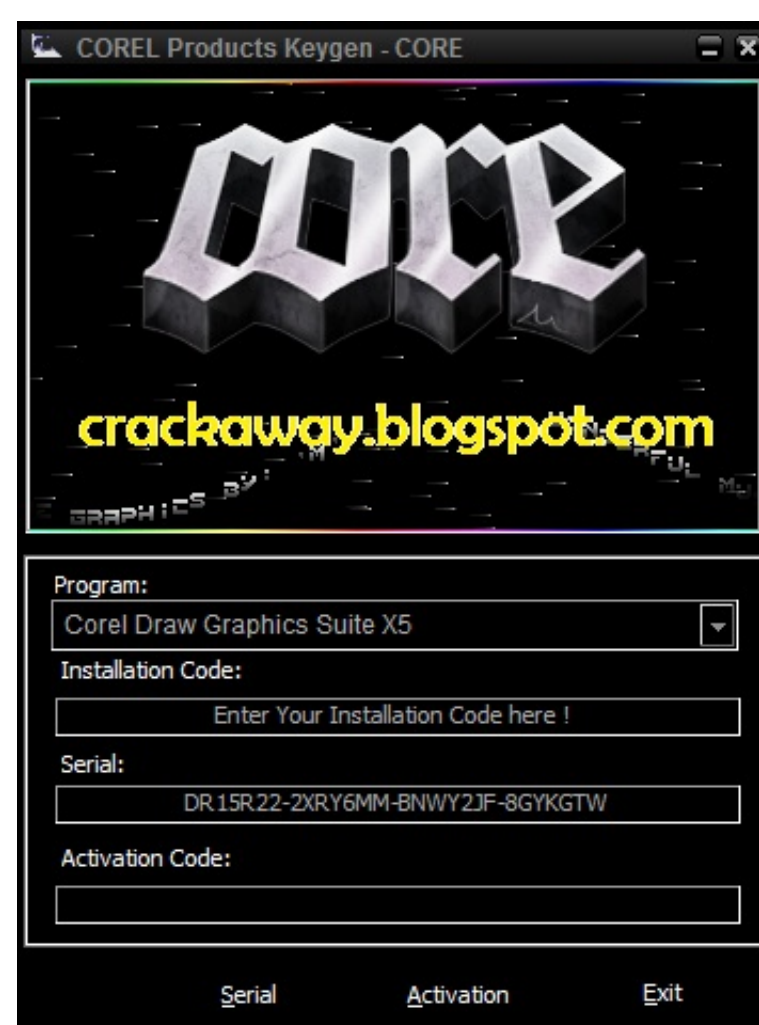 COREL Products Keygen - CORE
core
crackaway.blogspot.com
GRAPHICS BY:
Program:
Corel Draw Graphics Suite X5
Installation Code:
Enter Your Installation Code here !
Serial:
DR15R22-2XRY6MM-BNWY2JF-8GYKGTW
Activation Code:
Serial
Activation
Exit